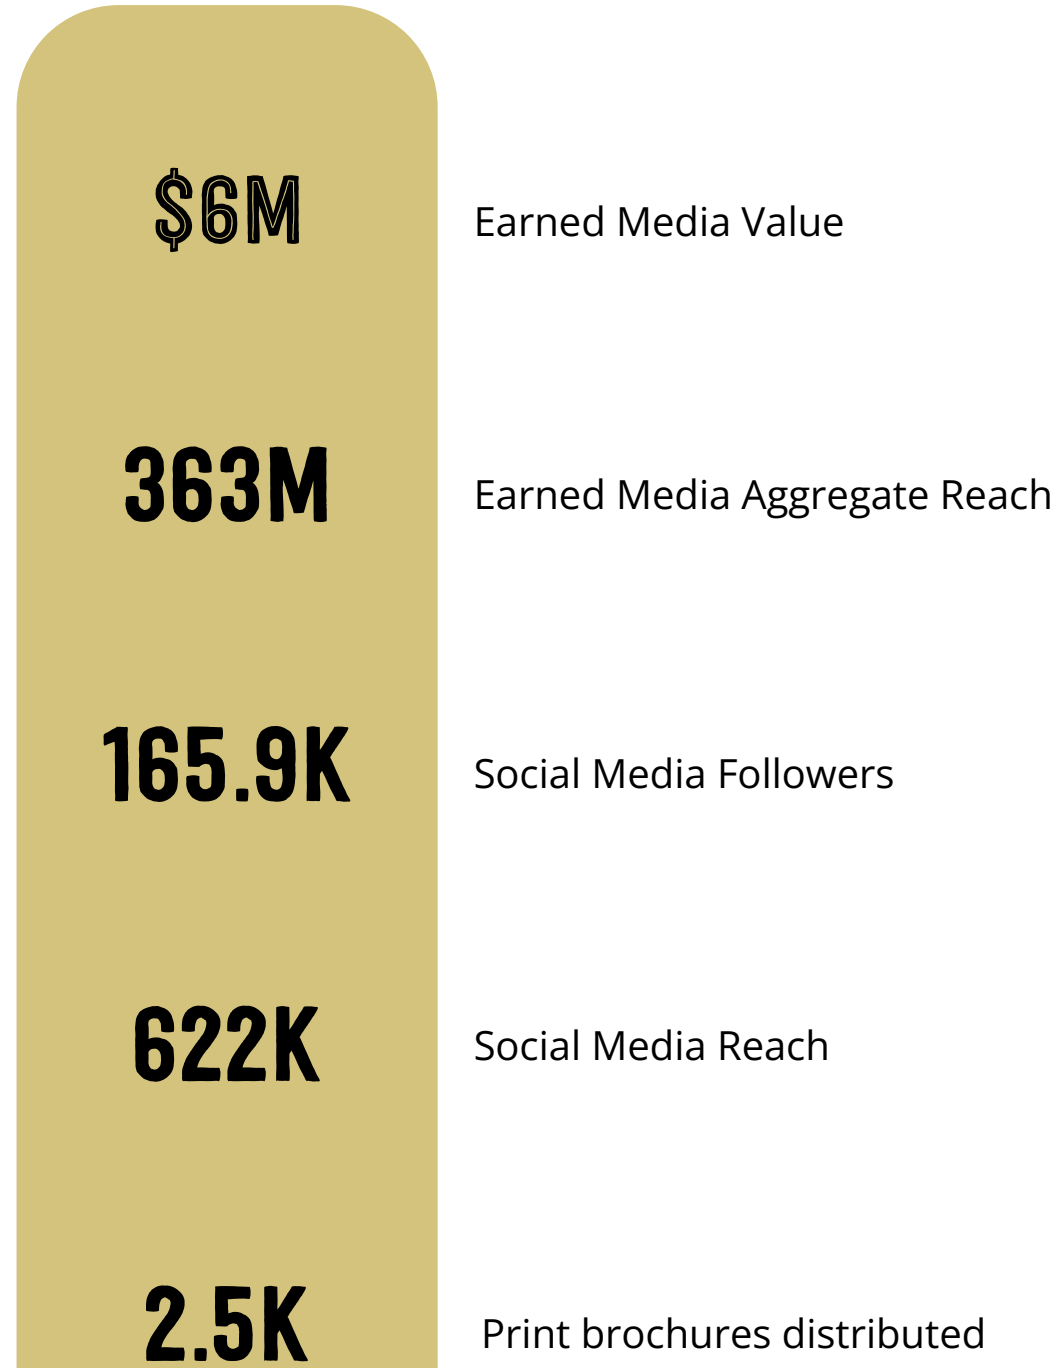 $6M
Earned Media Value
363M
Earned Media Aggregate Reach
165.9K
Social Media Followers
622K
Social Media Reach
2.5K
Print brochures distributed